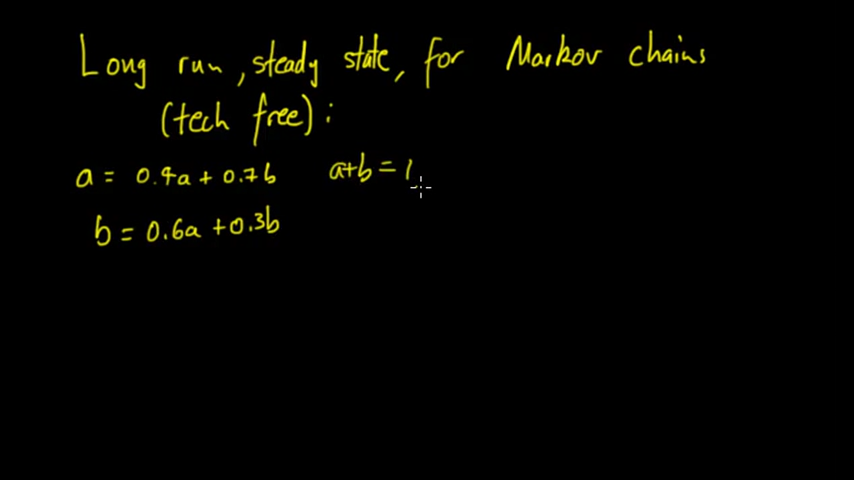 Long run, steady state, for Markov chains
(tech free):
a = 0.4a + 0.7b a+b = 1
b = 0.6a + 0.3b